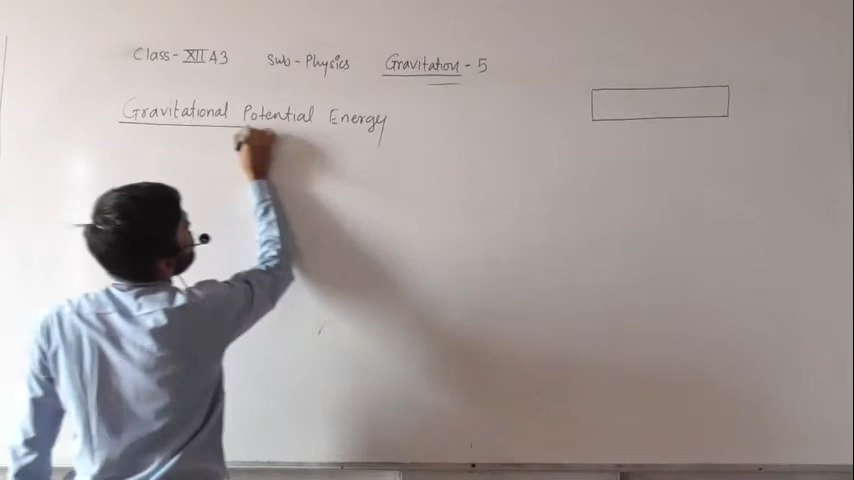 Class - XII A3 Sub - Physics Gravitation - 5
Gravitational Potential Energy